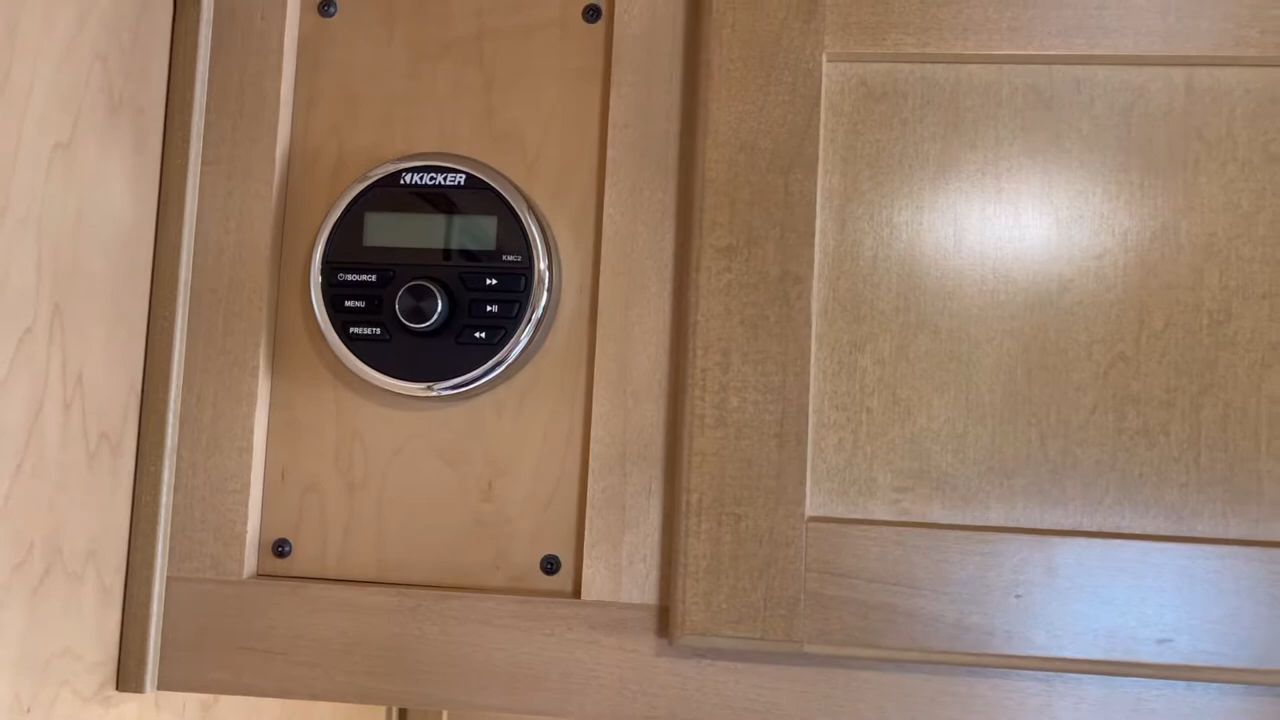 KICKER
KMC2
⏻/SOURCE
MENU
PRESETS